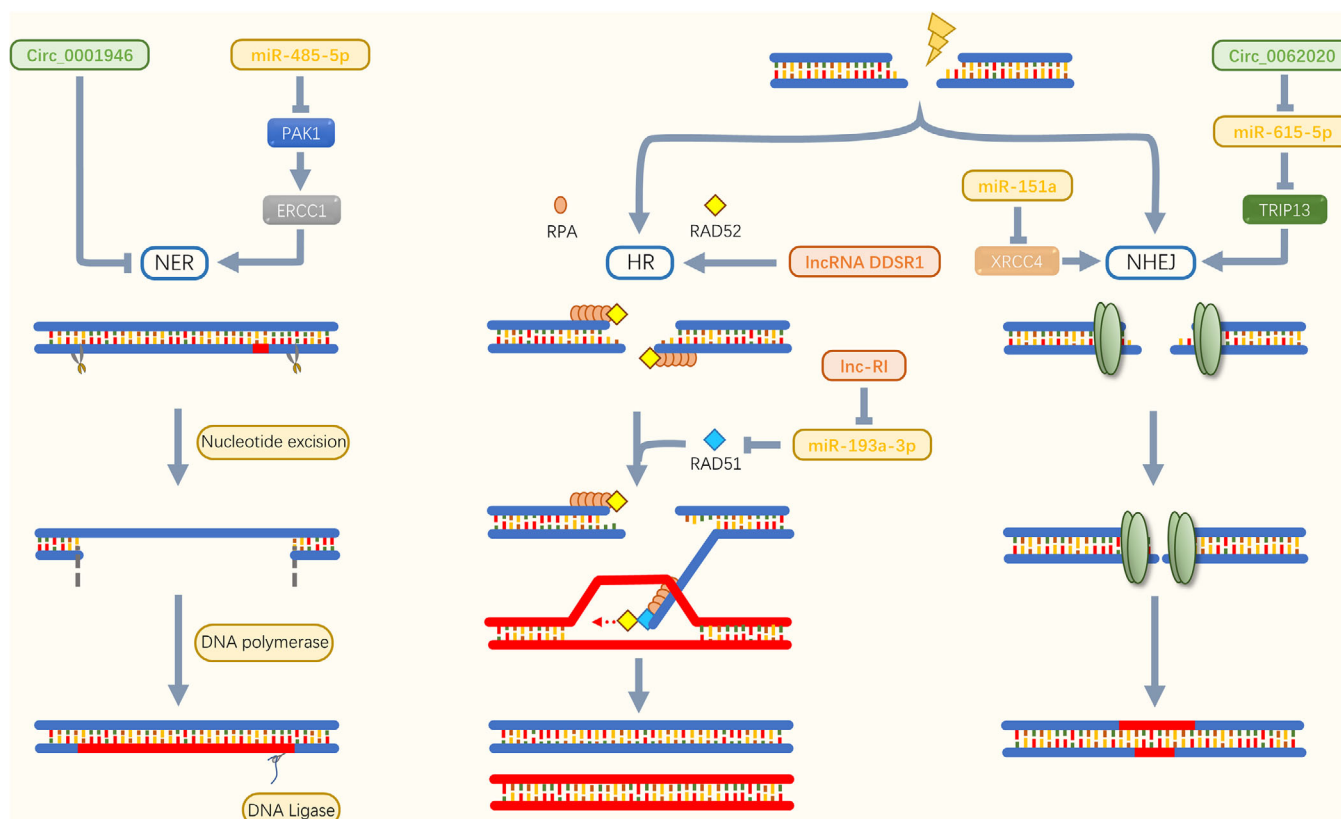 Circ_0001946
miR-485-5p
PAK1
ERCC1
NER
Nucleotide excision
DNA polymerase
DNA Ligase
RPA
RAD52
HR
lncRNA DDSR1
lnc-RI
miR-193a-3p
RAD51
miR-151a
XRCC4
NHEJ
Circ_0062020
miR-615-5p
TRIP13